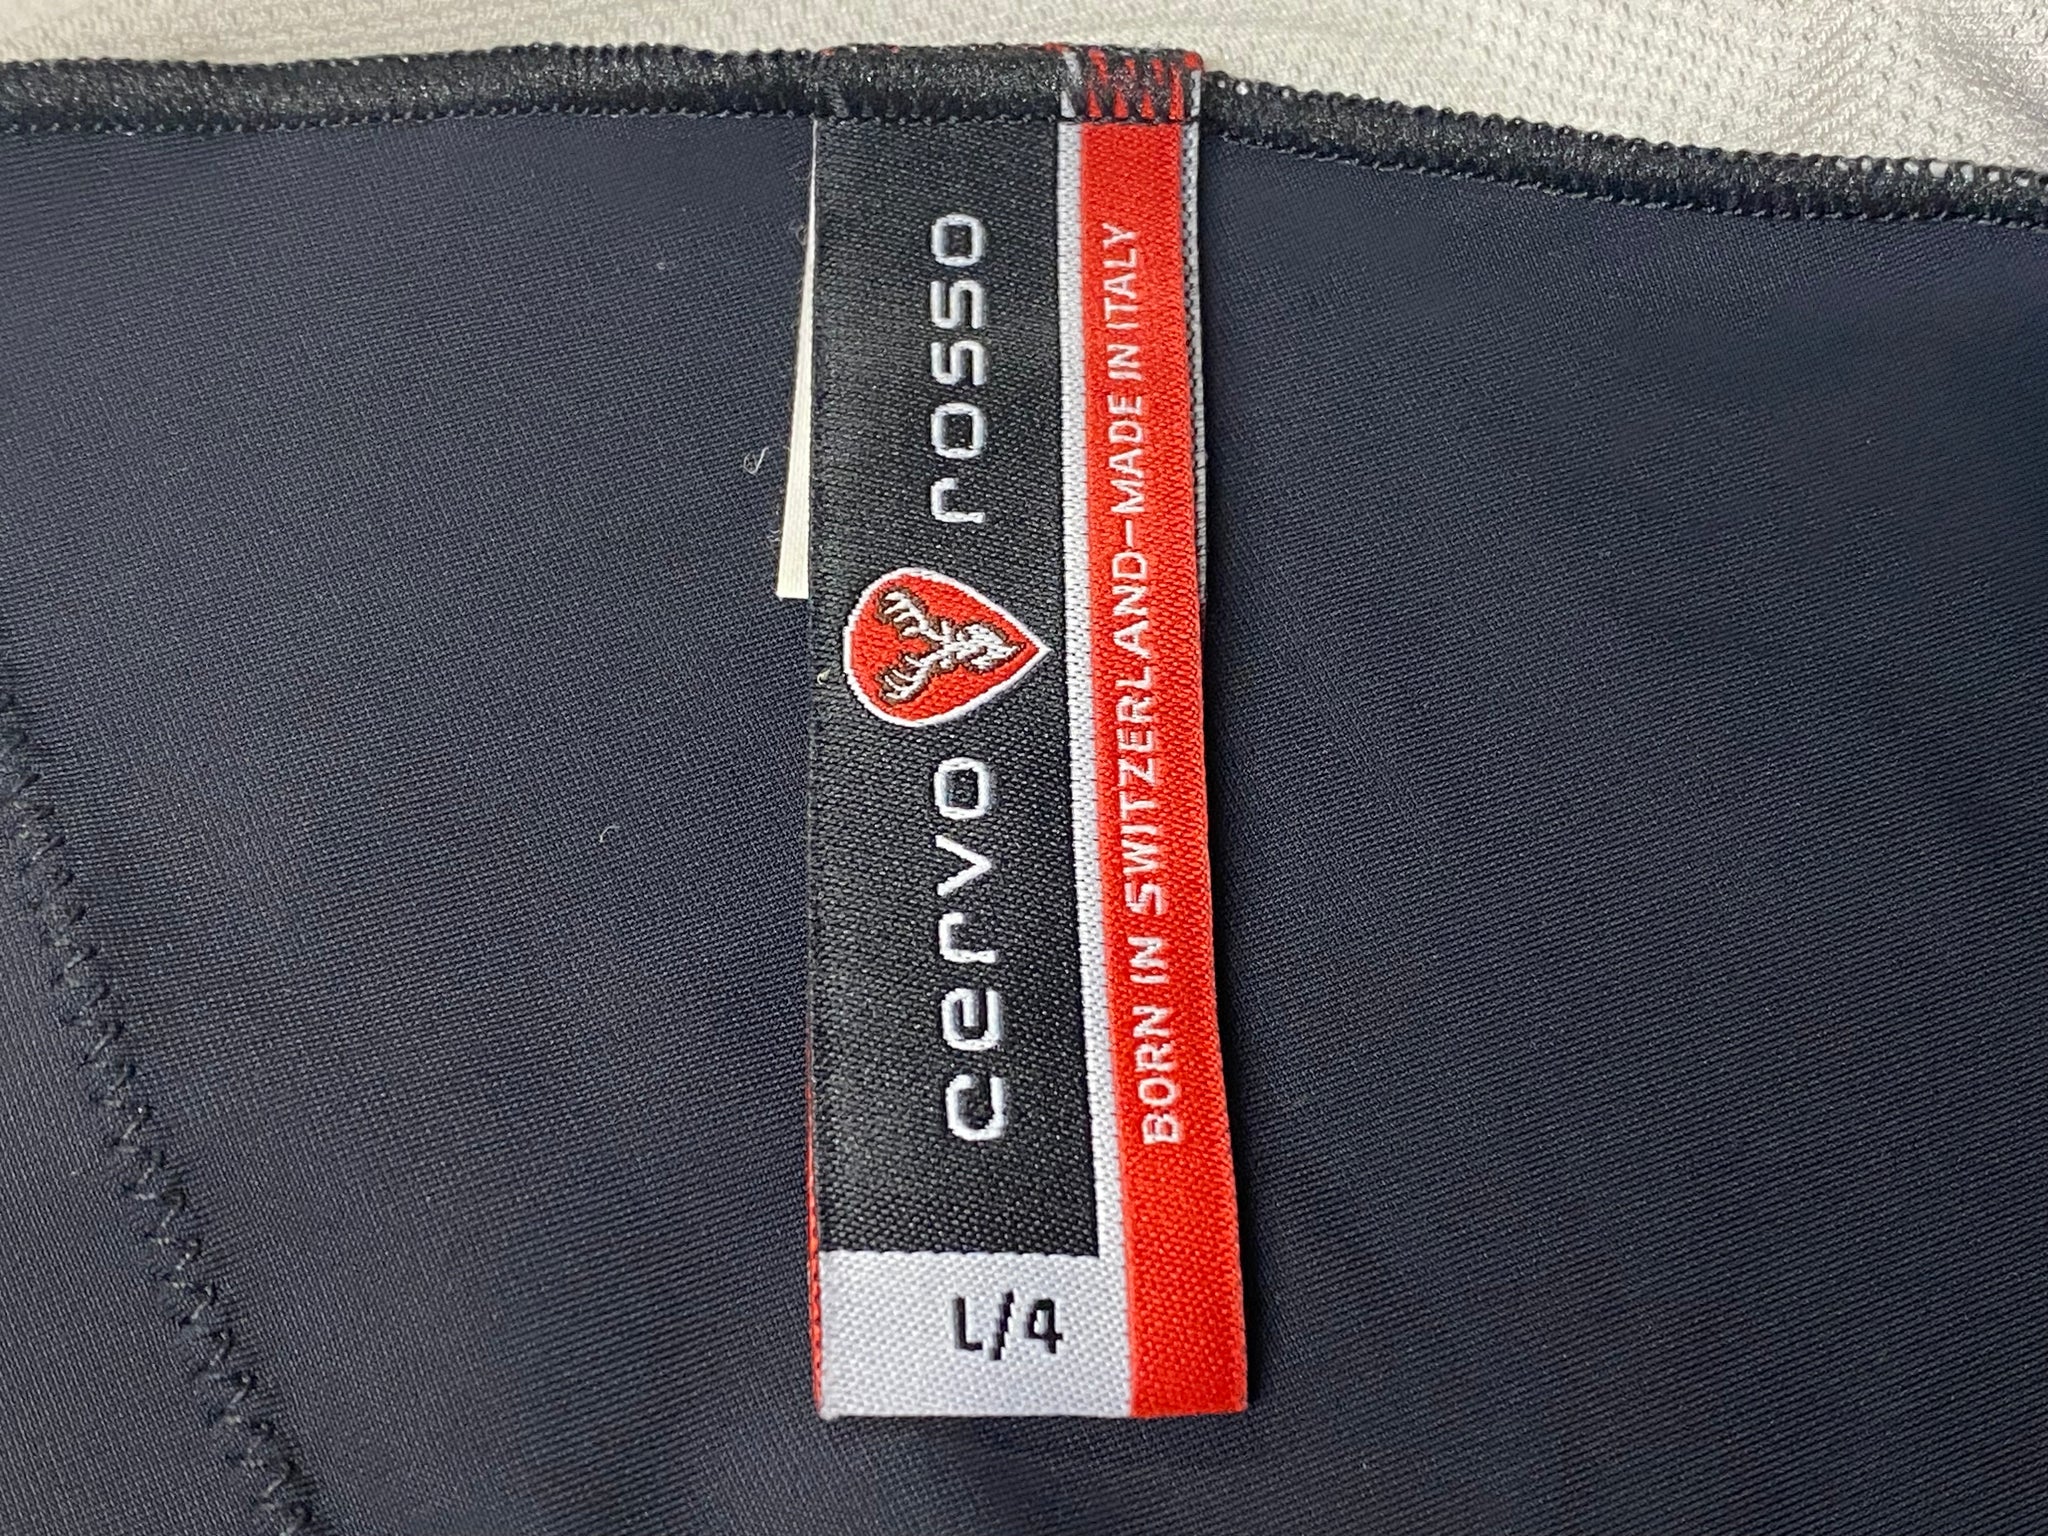 cervo rosso
BORN IN SWITZERLAND-MADE IN ITALY
L/4